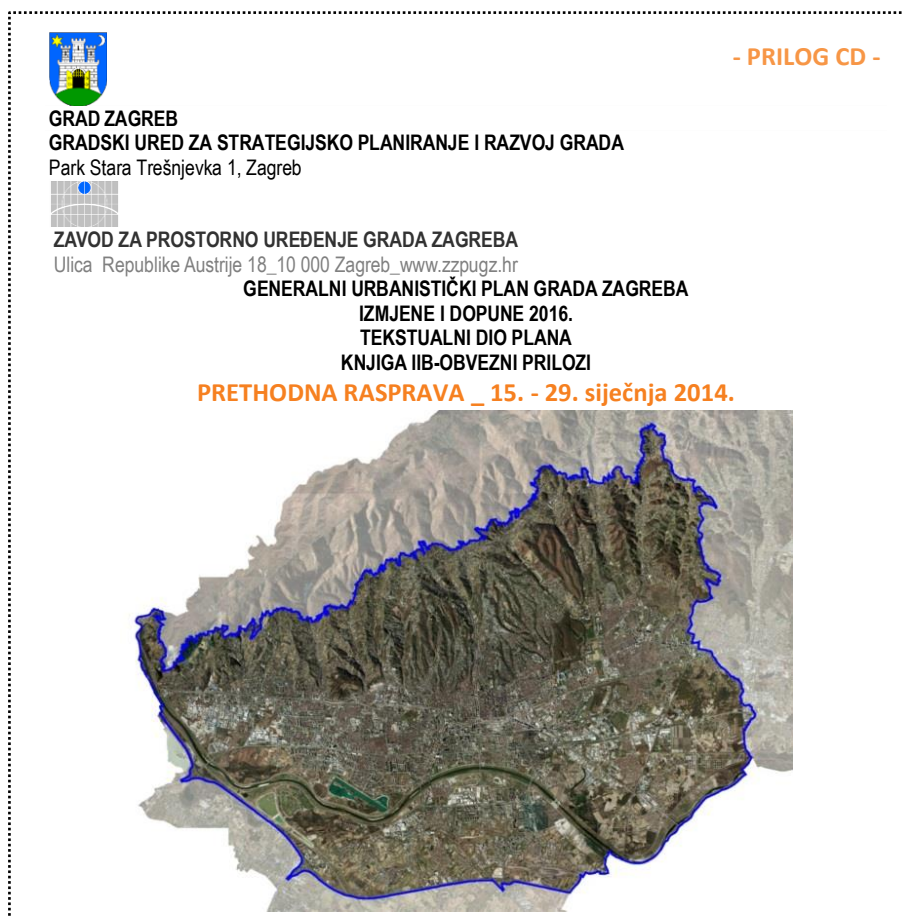 - PRILOG CD -
GRAD ZAGREB
GRADSKI URED ZA STRATEGIJSKO PLANIRANJE I RAZVOJ GRADA
Park Stara Trešnjevka 1, Zagreb
ZAVOD ZA PROSTORNO UREĐENJE GRADA ZAGREBA
Ulica Republike Austrije 18_10 000 Zagreb_www.zzpugz.hr
GENERALNI URBANISTIČKI PLAN GRADA ZAGREBA
IZMJENE I DOPUNE 2016.
TEKSTUALNI DIO PLANA
KNJIGA IIB-OBVEZNI PRILOZI
PRETHODNA RASPRAVA _ 15. - 29. siječnja 2014.